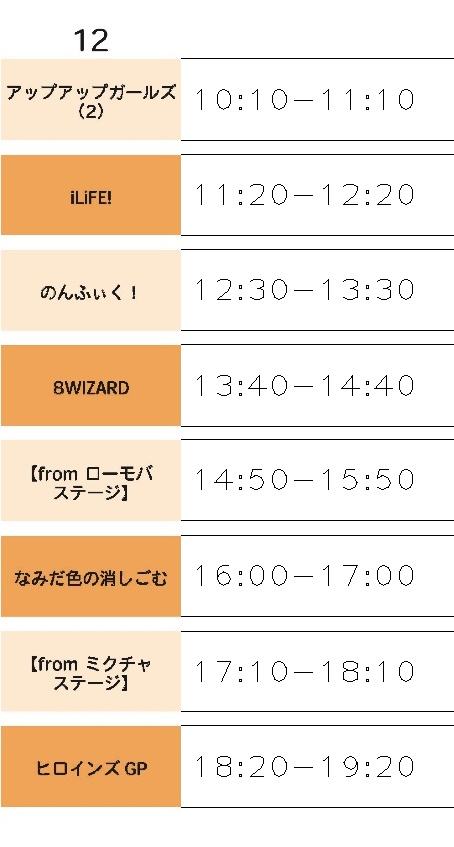 12
アップアップガールズ
（2）
10:10－11:10
iLiFE!
11:20－12:20
のんふぃく！
12:30－13:30
8WIZARD
13:40－14:40
【from ローモバ
ステージ】
14:50－15:50
なみだ色の消しごむ
16:00－17:00
【from ミクチャ
ステージ】
17:10－18:10
ヒロインズ GP
18:20－19:20